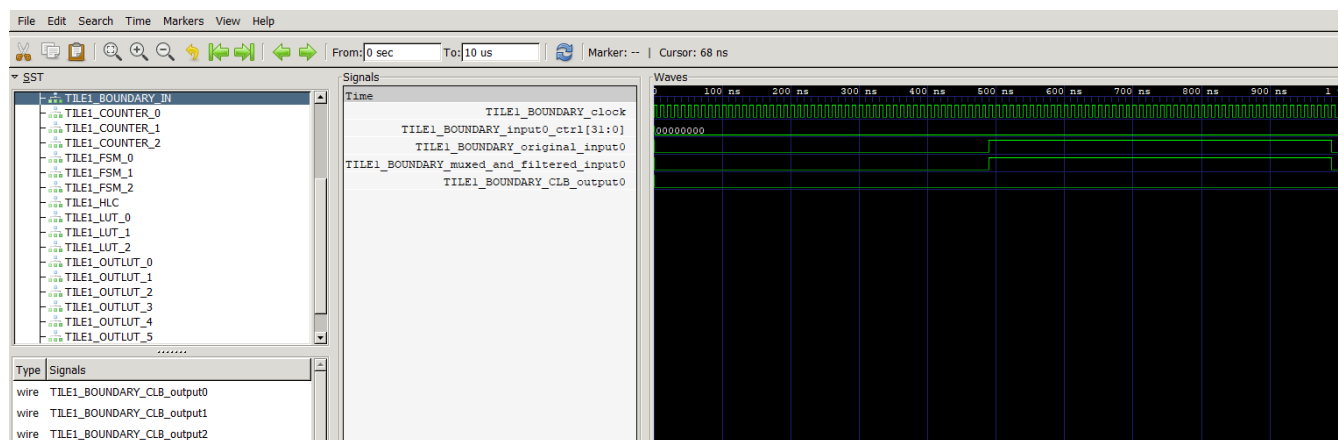 File Edit Search Time Markers View Help
From: 0 sec To: 10 us Marker: -- | Cursor: 68 ns
SST
TILE1_BOUNDARY_IN
TILE1_COUNTER_0
TILE1_COUNTER_1
TILE1_COUNTER_2
TILE1_FSM_0
TILE1_FSM_1
TILE1_FSM_2
TILE1_HLC
TILE1_LUT_0
TILE1_LUT_1
TILE1_LUT_2
TILE1_OUTLUT_0
TILE1_OUTLUT_1
TILE1_OUTLUT_2
TILE1_OUTLUT_3
TILE1_OUTLUT_4
TILE1_OUTLUT_5
Type Signals
wire TILE1_BOUNDARY_CLB_output0
wire TILE1_BOUNDARY_CLB_output1
wire TILE1_BOUNDARY_CLB_output2
Signals
Time
TILE1_BOUNDARY_clock
TILE1_BOUNDARY_input0_ctrl[31:0]
TILE1_BOUNDARY_original_input0
TILE1_BOUNDARY_muxed_and_filtered_input0
TILE1_BOUNDARY_CLB_output0
Waves
100 ns 200 ns 300 ns 400 ns 500 ns 600 ns 700 ns 800 ns 900 ns 1
00000000